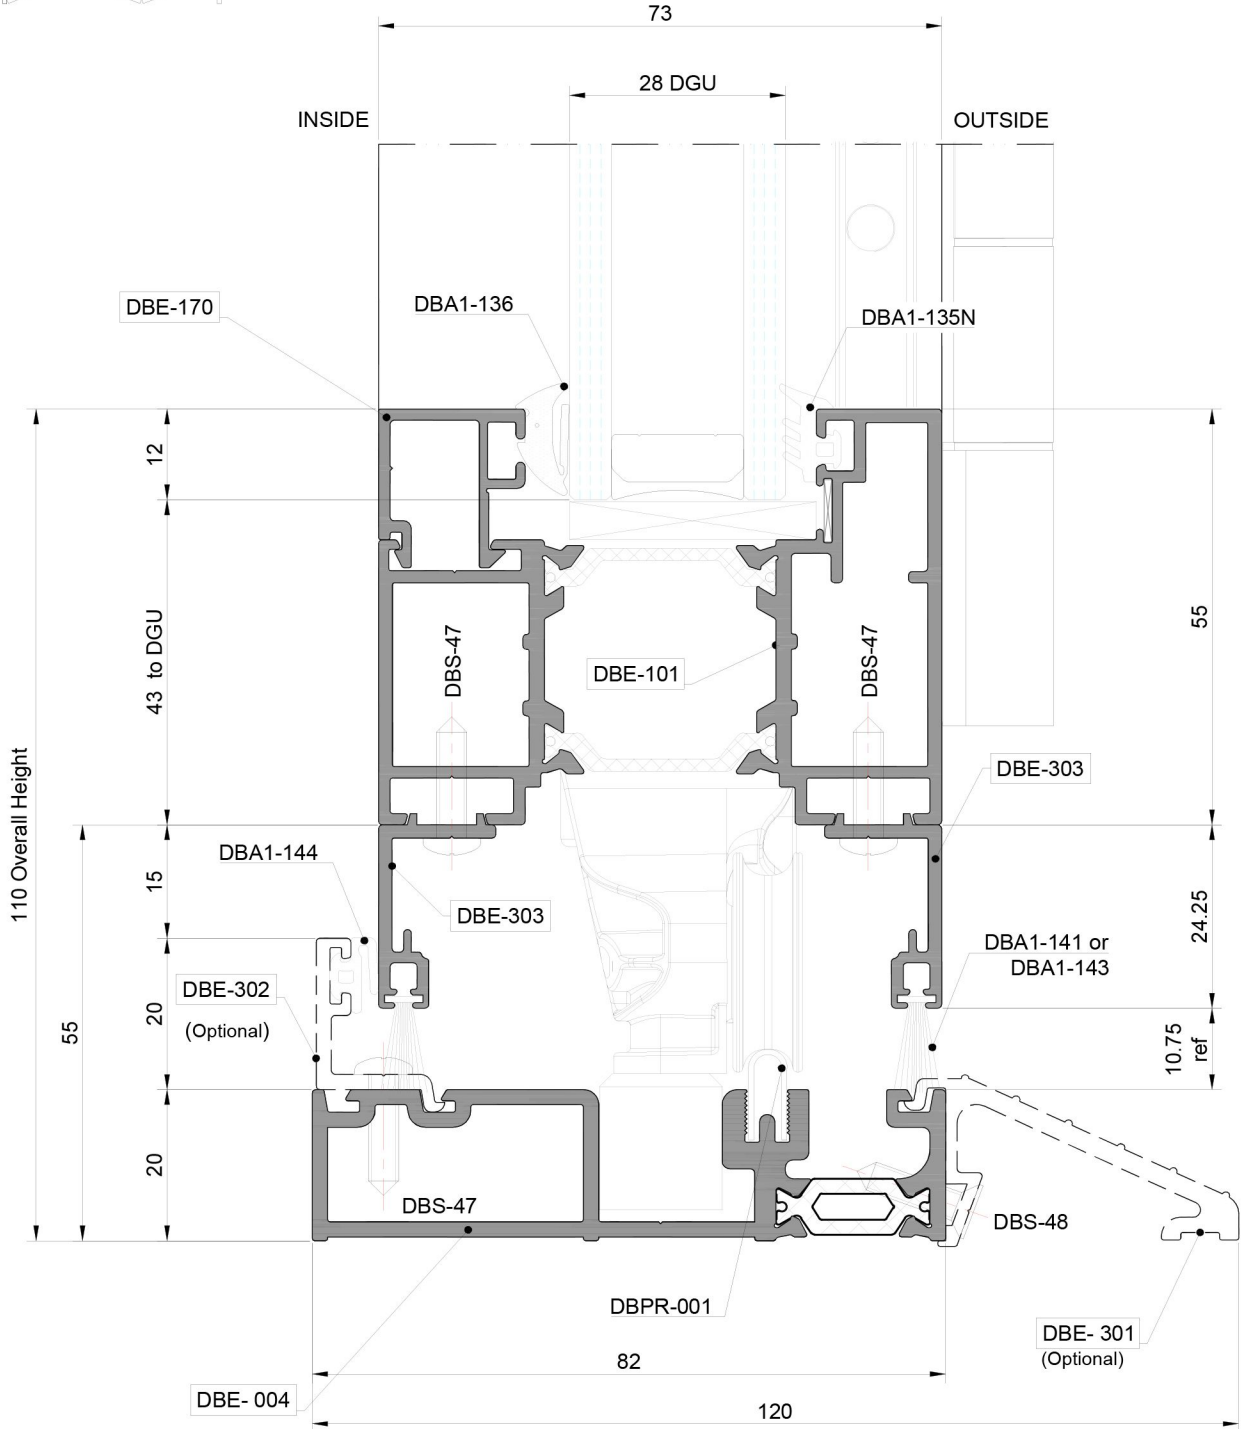 73
28 DGU
INSIDE
OUTSIDE
DBE-170
DBA1-136
DBA1-135N
12
43 to DGU
DBS-47
DBE-101
DBS-47
55
DBE-303
110 Overall Height
DBA1-144
15
DBE-303
24.25
DBA1-141 or
DBA1-143
DBE-302
(Optional)
20
55
10.75
ref
20
DBS-47
DBS-48
DBPR-001
DBE- 301
(Optional)
82
DBE- 004
120